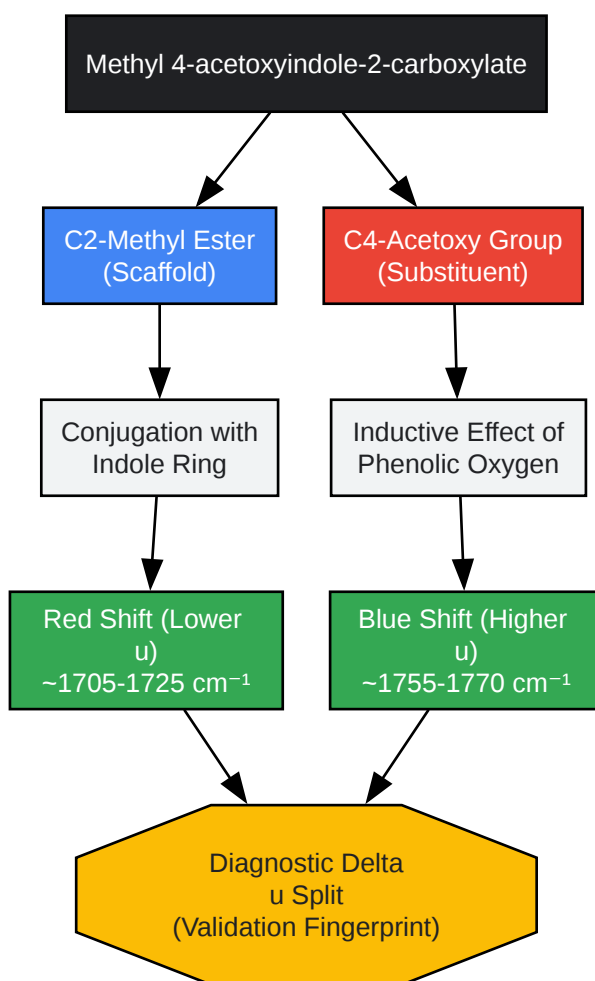 Methyl 4-acetoxyindole-2-carboxylate
C2-Methyl Ester
(Scaffold)
C4-Acetoxy Group
(Substituent)
Conjugation with
Indole Ring
Inductive Effect of
Phenolic Oxygen
Red Shift (Lower
u)
~1705-1725 cm⁻¹
Blue Shift (Higher
u)
~1755-1770 cm⁻¹
Diagnostic Delta
u Split
(Validation Fingerprint)